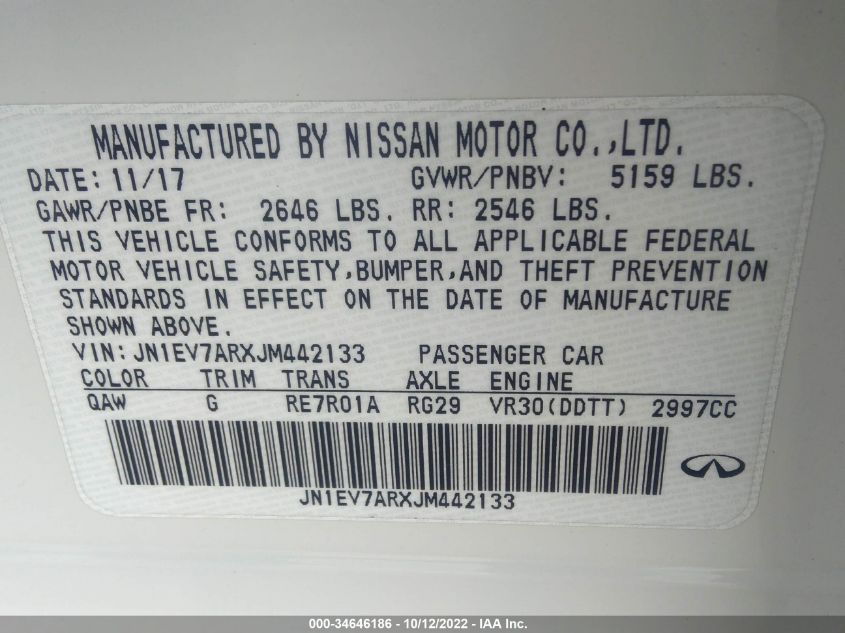 MANUFACTURED BY NISSAN MOTOR CO.,LTD.
DATE: 11/17 GVWR/PNBV: 5159 LBS.
GAWR/PNBE FR: 2646 LBS. RR: 2546 LBS.
THIS VEHICLE CONFORMS TO ALL APPLICABLE FEDERAL
MOTOR VEHICLE SAFETY,BUMPER,AND THEFT PREVENTION
STANDARDS IN EFFECT ON THE DATE OF MANUFACTURE
SHOWN ABOVE.
VIN: JN1EV7ARXJM442133 PASSENGER CAR
COLOR TRIM TRANS AXLE ENGINE
QAW G RE7R01A RG29 VR30(DDTT) 2997CC
JN1EV7ARXJM442133
000-34646186 - 10/12/2022 - IAA Inc.